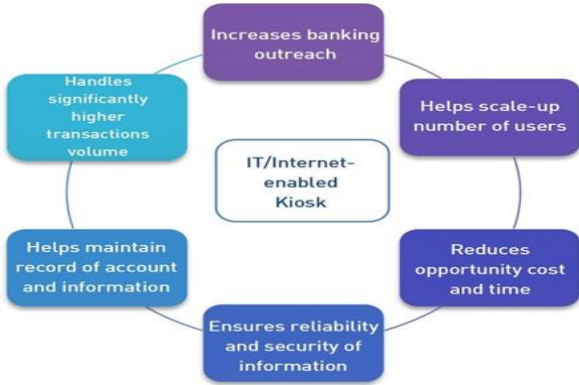 Increases banking
outreach
Helps scale-up
number of users
Reduces
opportunity cost
and time
Ensures reliability
and security of
information
Helps maintain
record of account
and information
Handles
significantly
higher
transactions
volume
IT/Internet-
enabled
Kiosk